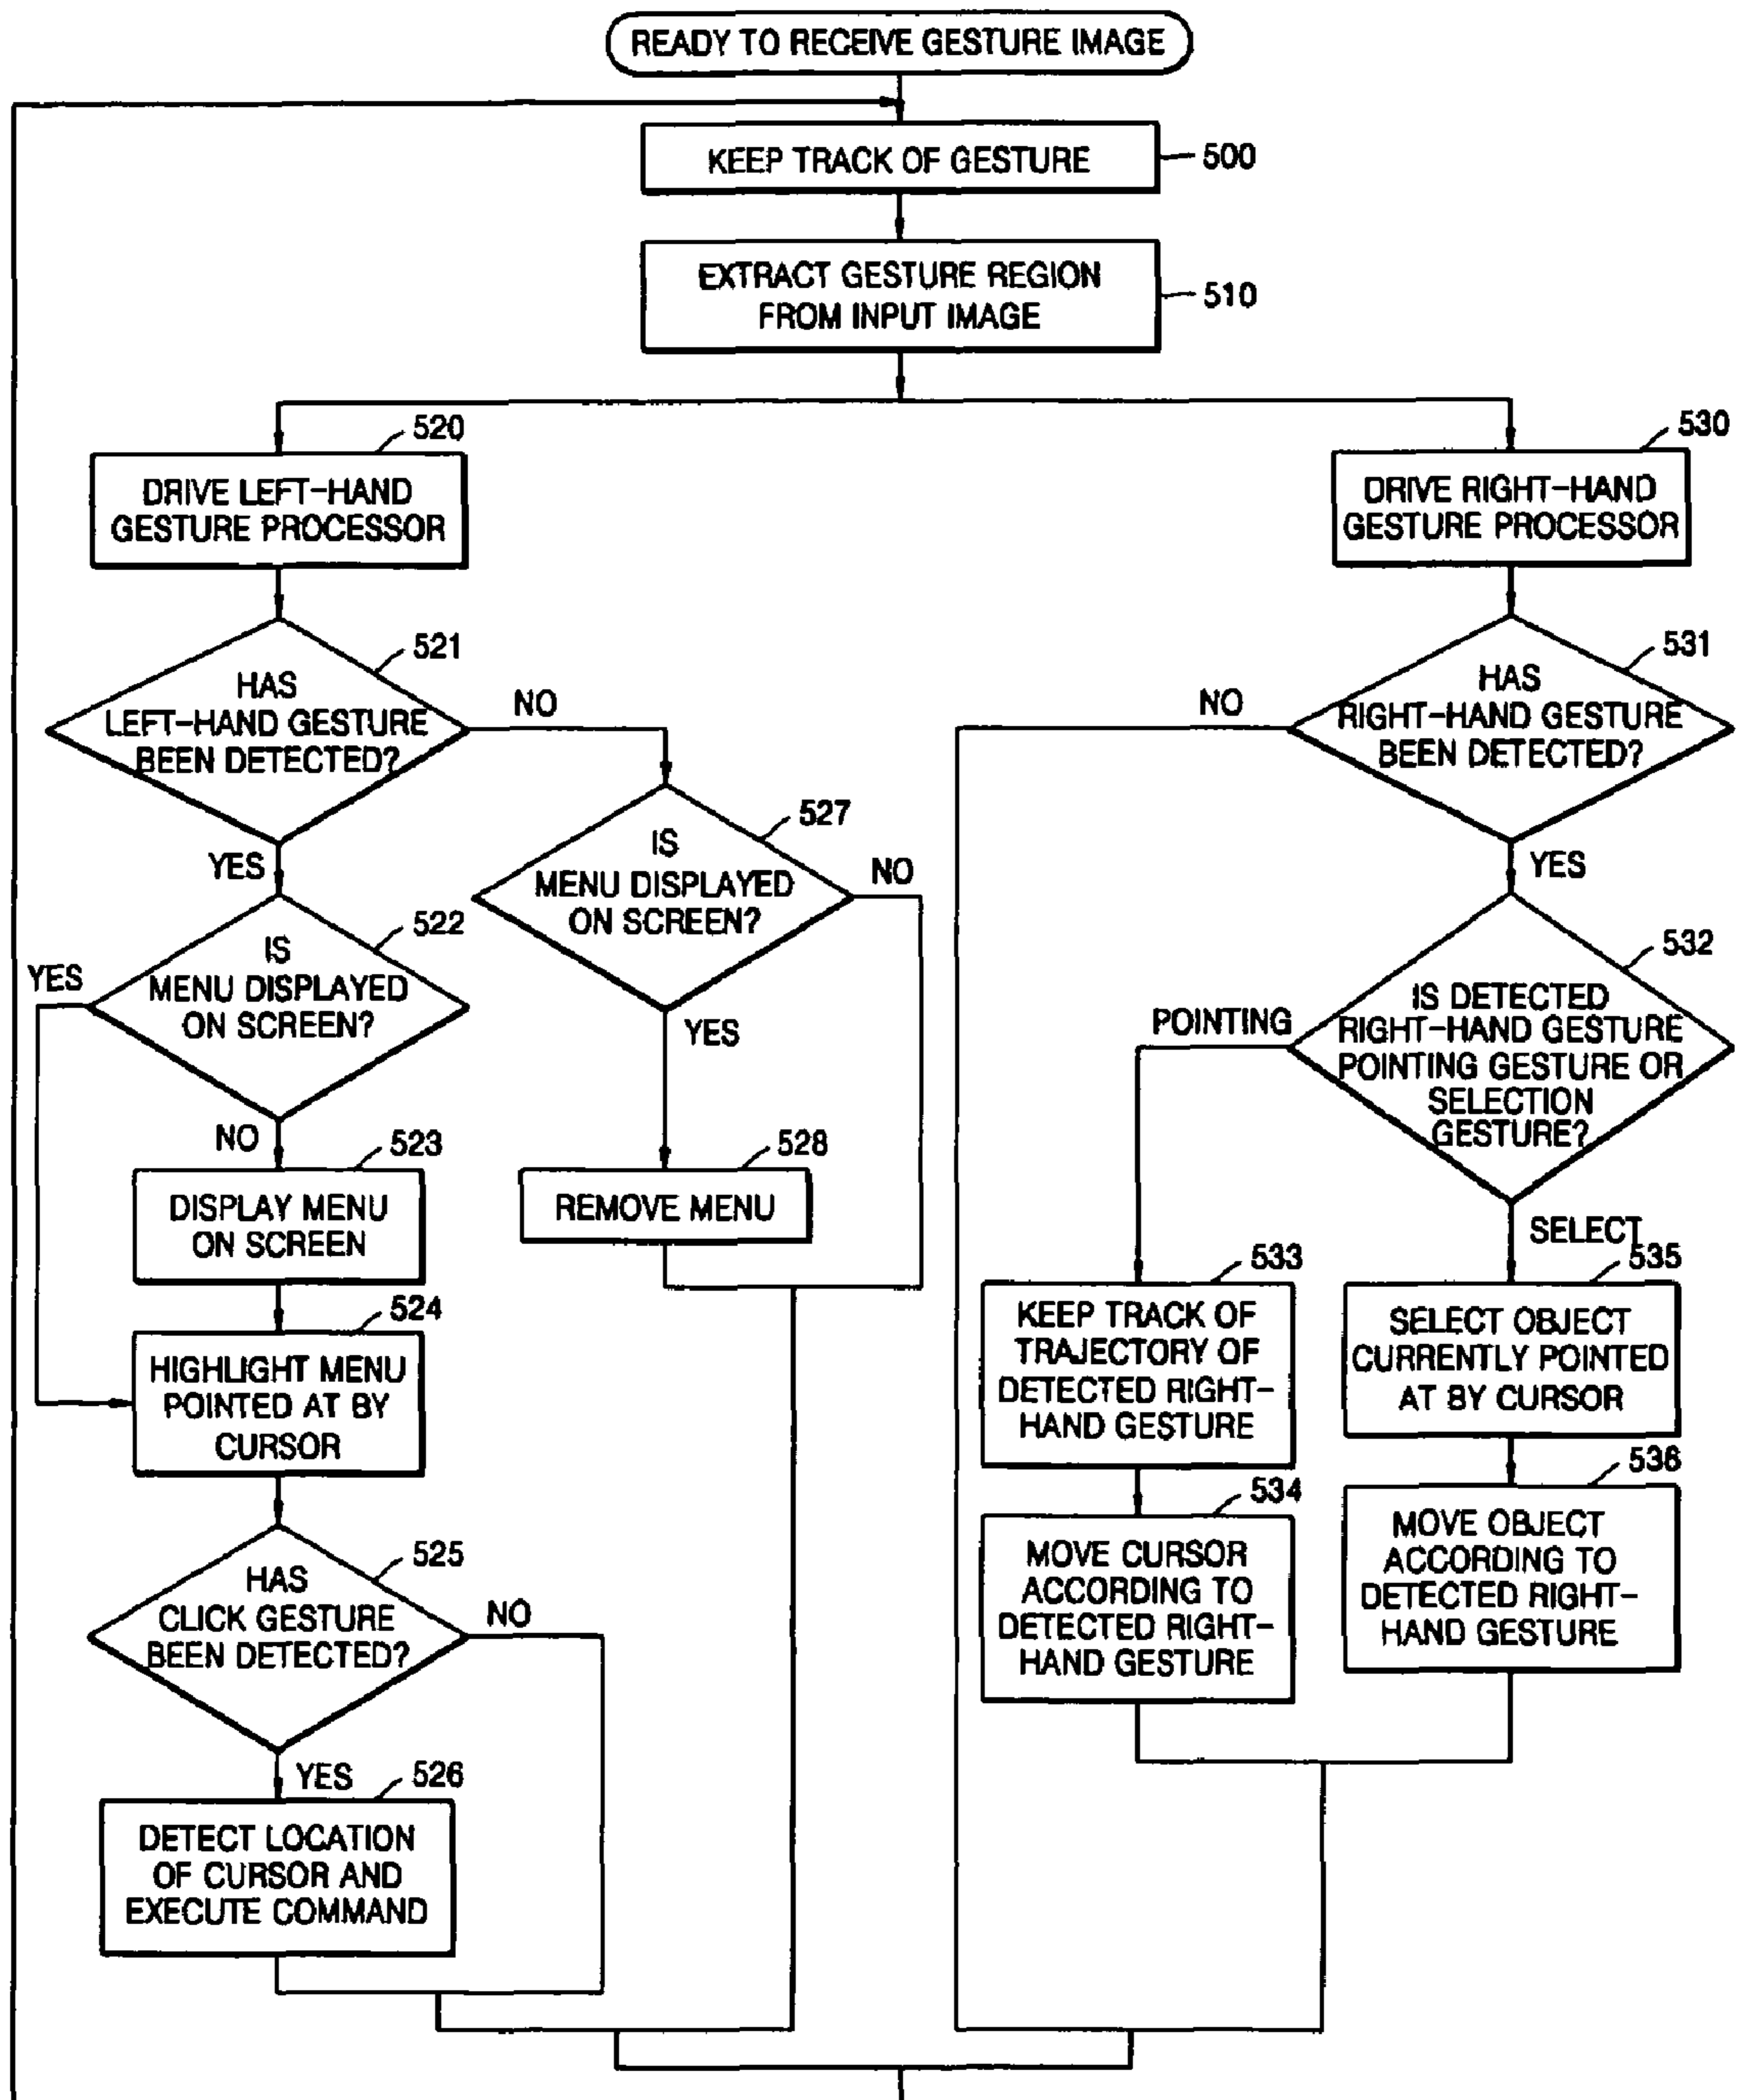 READY TO RECEIVE GESTURE IMAGE
KEEP TRACK OF GESTURE
500
EXTRACT GESTURE REGION
FROM INPUT IMAGE
510
520
DRIVE LEFT-HAND
GESTURE PROCESSOR
521
HAS
LEFT-HAND GESTURE
BEEN DETECTED?
NO
YES
522
IS
MENU DISPLAYED
ON SCREEN?
YES
NO
523
DISPLAY MENU
ON SCREEN
524
HIGHLIGHT MENU
POINTED AT BY
CURSOR
525
HAS
CLICK GESTURE
BEEN DETECTED?
NO
YES
526
DETECT LOCATION
OF CURSOR AND
EXECUTE COMMAND
527
IS
MENU DISPLAYED
ON SCREEN?
NO
YES
528
REMOVE MENU
530
DRIVE RIGHT-HAND
GESTURE PROCESSOR
531
HAS
RIGHT-HAND GESTURE
BEEN DETECTED?
NO
YES
532
IS DETECTED
RIGHT-HAND GESTURE
POINTING GESTURE OR
SELECTION
GESTURE?
POINTING
SELECT
533
KEEP TRACK OF
TRAJECTORY OF
DETECTED RIGHT-
HAND GESTURE
534
MOVE CURSOR
ACCORDING TO
DETECTED RIGHT-
HAND GESTURE
535
SELECT OBJECT
CURRENTLY POINTED
AT BY CURSOR
536
MOVE OBJECT
ACCORDING TO
DETECTED RIGHT-
HAND GESTURE